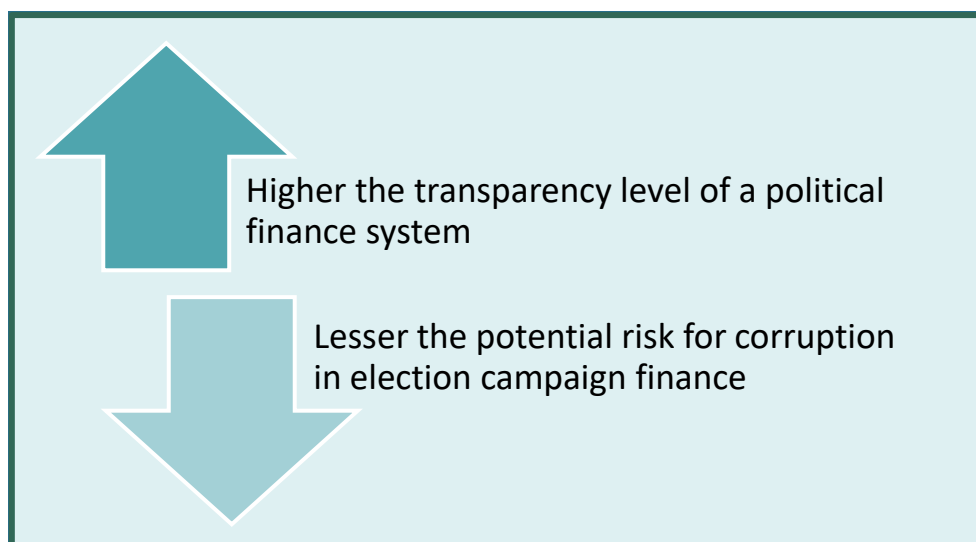 Higher the transparency level of a political
finance system
Lesser the potential risk for corruption
in election campaign finance